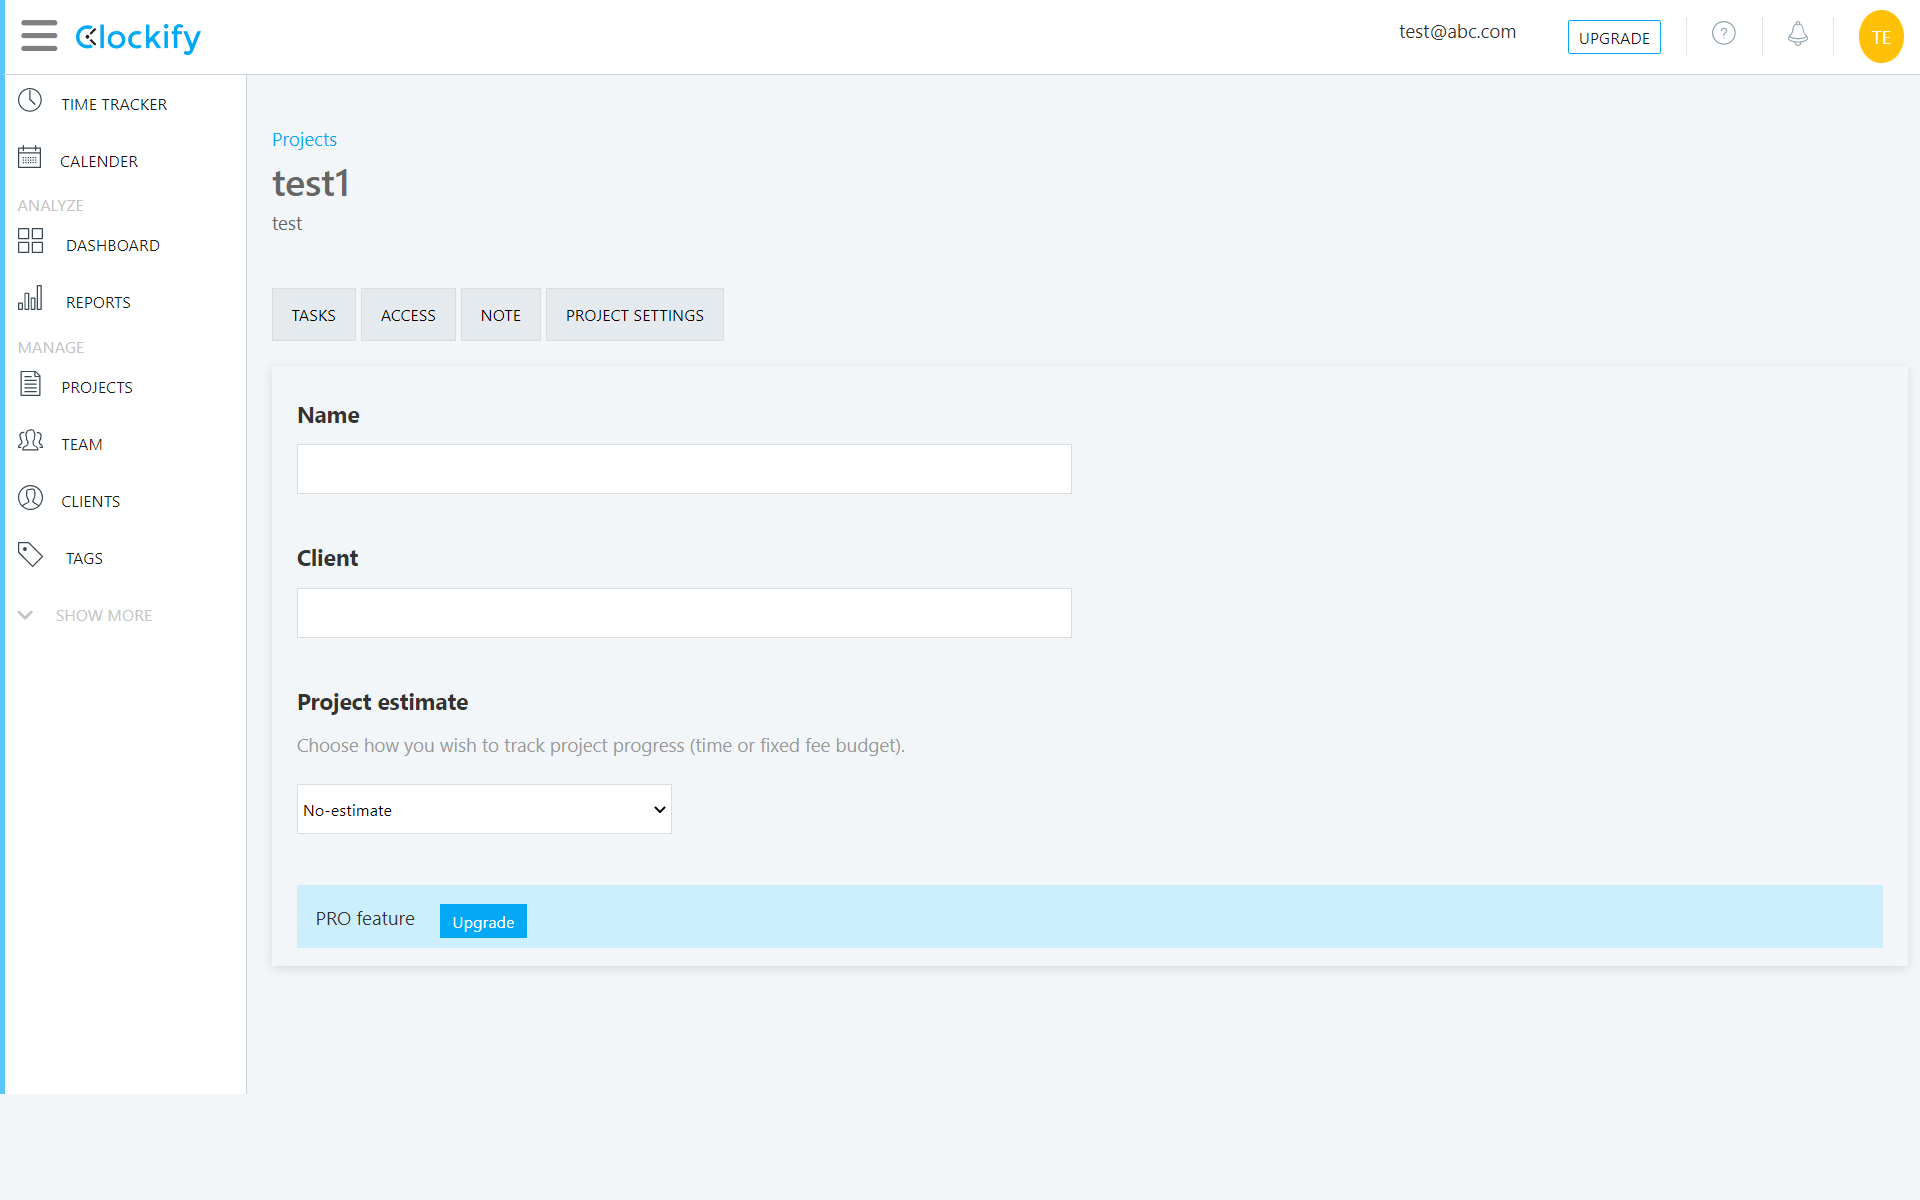 Clockify
test@abc.com
UPGRADE
?
TE
TIME TRACKER
CALENDER
ANALYZE
DASHBOARD
REPORTS
MANAGE
PROJECTS
TEAM
CLIENTS
TAGS
SHOW MORE
Projects
test1
test
TASKS
ACCESS
NOTE
PROJECT SETTINGS
Name
Client
Project estimate
Choose how you wish to track project progress (time or fixed fee budget).
No-estimate
PRO feature
Upgrade